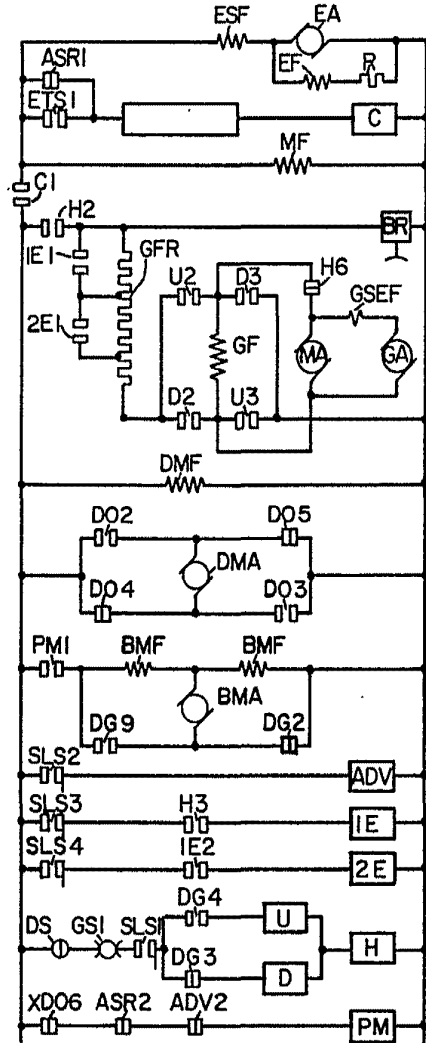 ESF EA
ASR1 EF R
ETS1 C
MF
C1
H2 BR
1E1 GFR U2 D3 H6 GSEF
2E1 GF MA GA
D2 U3
DMF
DO2 DO5
DMA
DO4 DO3
PM1 BMF BMF
BMA
DG9 DG2
SLS2 ADV
SLS3 H3 1E
SLS4 1E2 2E
DG4 U
DS GS1 SLS1 H
DG3 D
XDO6 ASR2 ADV2 PM